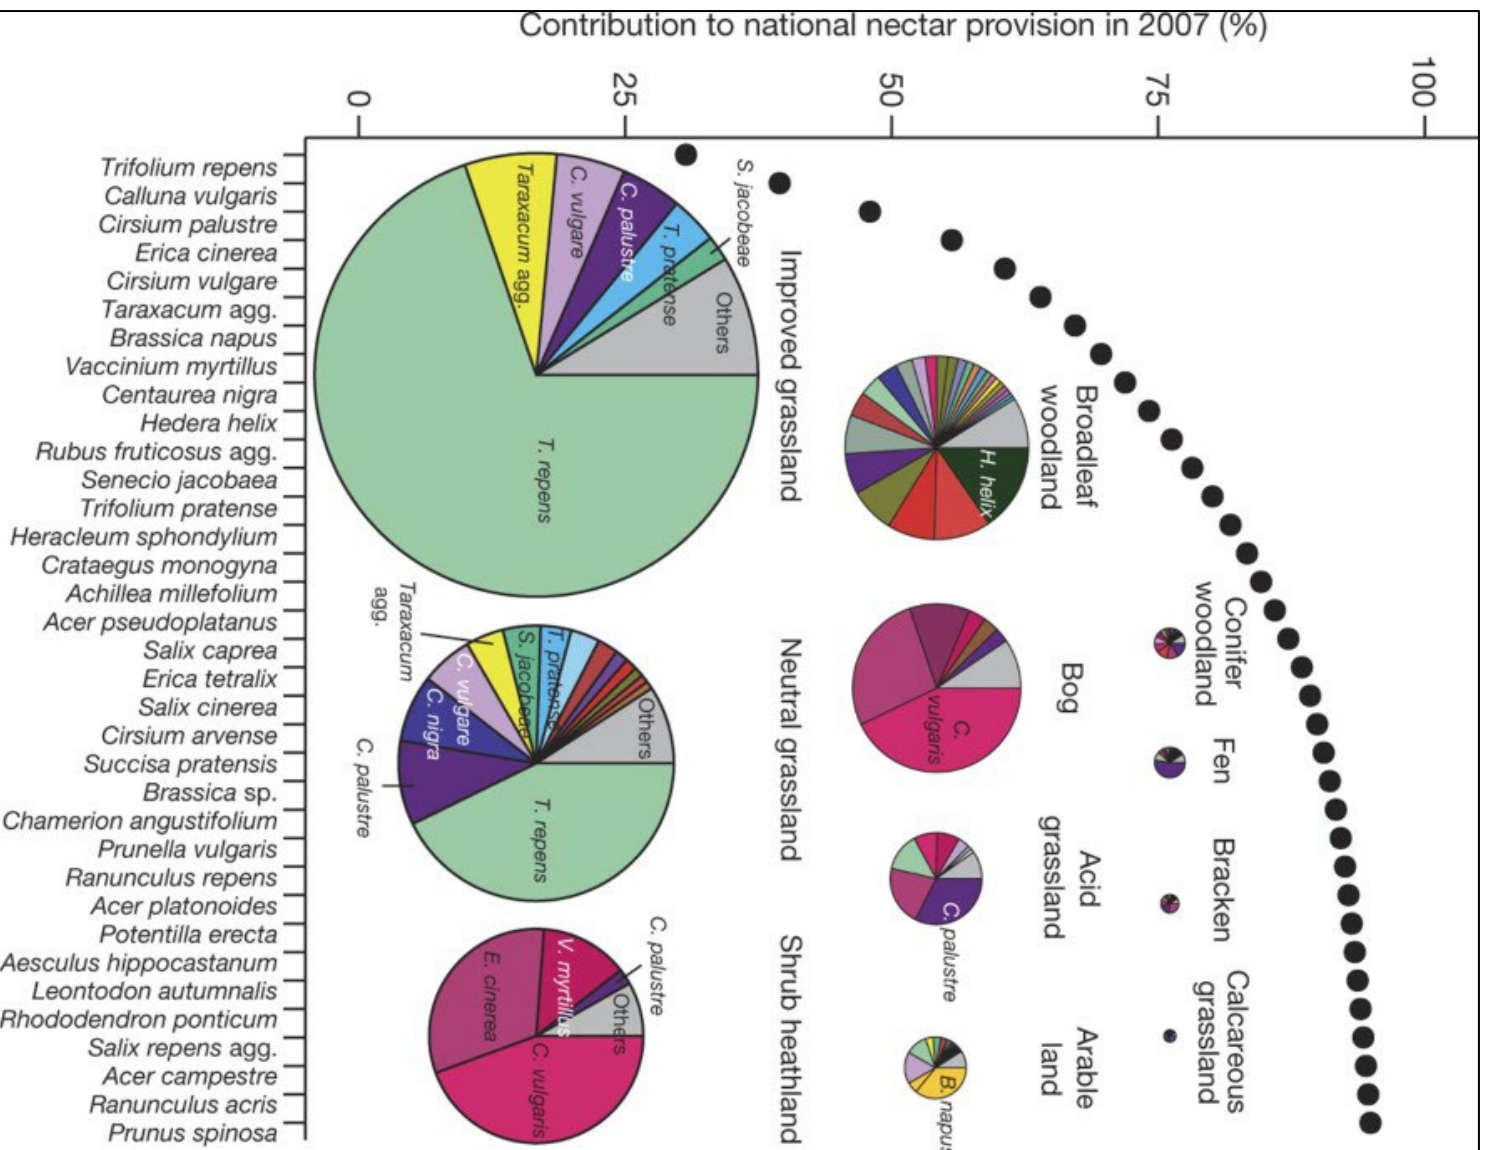 Contribution to national nectar provision in 2007 (%)
0
25
50
75
100
Trifolium repens
Calluna vulgaris
Cirsium palustre
Erica cinerea
Cirsium vulgare
Taraxacum agg.
Brassica napus
Vaccinium myrtillus
Centaurea nigra
Hedera helix
Rubus fruticosus agg.
Senecio jacobaea
Trifolium pratense
Heracleum sphondylium
Crataegus monogyna
Achillea millefolium
Acer pseudoplatanus
Salix caprea
Erica tetralix
Salix cinerea
Cirsium arvense
Succisa pratensis
Brassica sp.
Chamerion angustifolium
Prunella vulgaris
Ranunculus repens
Acer platonoides
Potentilla erecta
Aesculus hippocastanum
Leontodon autumnalis
Rhododendron ponticum
Salix repens agg.
Acer campestre
Ranunculus acris
Prunus spinosa
Improved grassland
S. jacobeae
Others
T. pratense
C. palustre
C. vulgare
Taraxacum agg.
T. repens
Neutral grassland
Others
T. pratense
S. jacobeae
Taraxacum
agg.
C. vulgare
C. nigra
C. palustre
T. repens
Shrub heathland
C. palustre
Others
V. myrtillus
E. cinerea
C. vulgaris
Broadleaf
woodland
H. helix
Bog
C.
vulgaris
Acid
grassland
C. palustre
Arable
land
B. napus
Conifer
woodland
Fen
Bracken
Calcareous
grassland